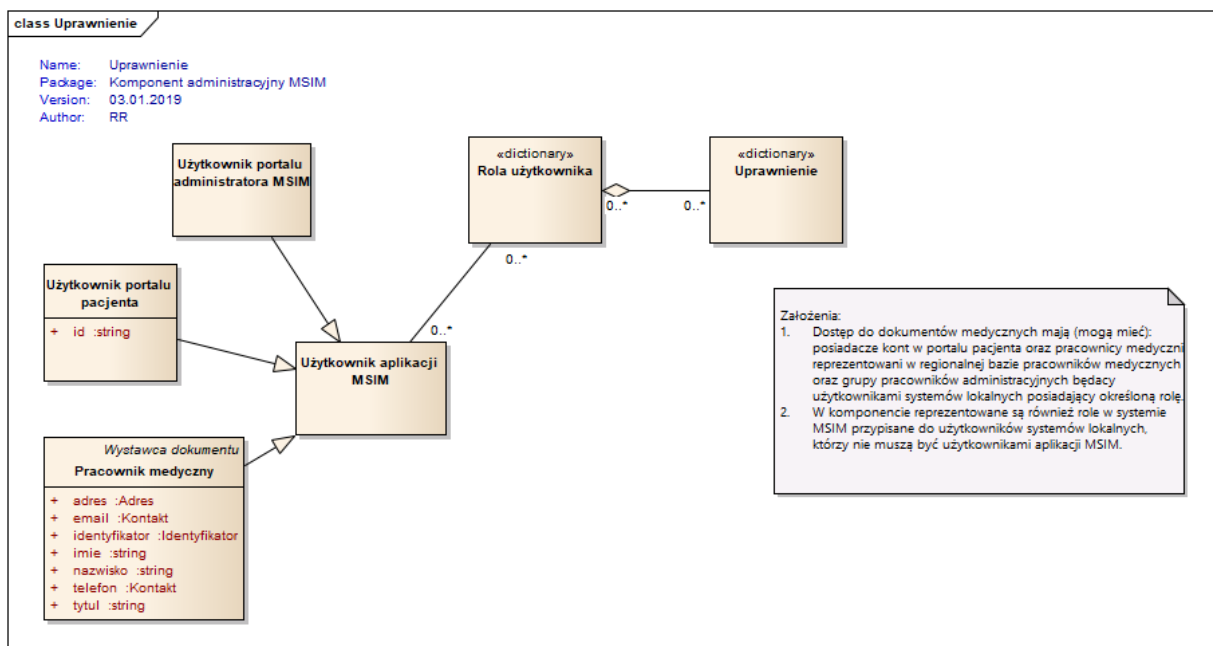 class Uprawnienie
Name: Uprawnienie
Package: Komponent administracyjny MSIM
Version: 03.01.2019
Author: RR
Użytkownik portalu
administratora MSIM
«dictionary»
Rola użytkownika
«dictionary»
Uprawnienie
0..*
0..*
0..*
0..*
Użytkownik portalu
pacjenta
+ id :string
Użytkownik aplikacji
MSIM
Wystawca dokumentu
Pracownik medyczny
+ adres :Adres
+ email :Kontakt
+ identyfikator :Identyfikator
+ imie :string
+ nazwisko :string
+ telefon :Kontakt
+ tytul :string
Założenia:
1. Dostęp do dokumentów medycznych mają (mogą mieć):
posiadacze kont w portalu pacjenta oraz pracownicy medyczni
reprezentowani w regionalnej bazie pracowników medycznych
oraz grupy pracowników administracyjnych będacy
użytkownikami systemów lokalnych posiadający określoną rolę.
2. W komponencie reprezentowane są również role w systemie
MSIM przypisane do użytkowników systemów lokalnych,
którzy nie muszą być użytkownikami aplikacji MSIM.